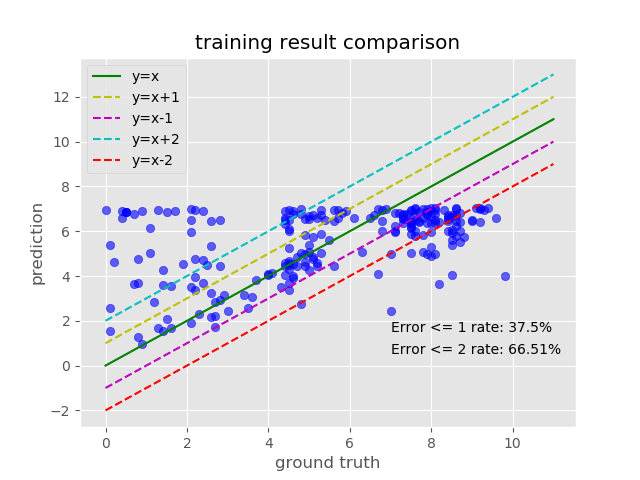 training result comparison
y=x
y=x+1
y=x-1
y=x+2
y=x-2
12
10
8
6
4
2
0
−2
prediction
Error <= 1 rate: 37.5%
Error <= 2 rate: 66.51%
0 2 4 6 8 10
ground truth